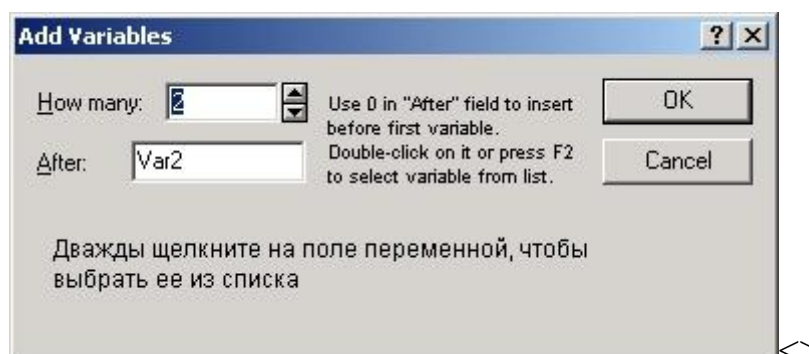 Add Variables
How many: 2
Use 0 in "After" field to insert
before first variable.
Double-click on it or press F2
to select variable from list.
OK
After: Var2
Cancel
Дважды щелкните на поле переменной, чтобы
выбрать ее из списка
<>